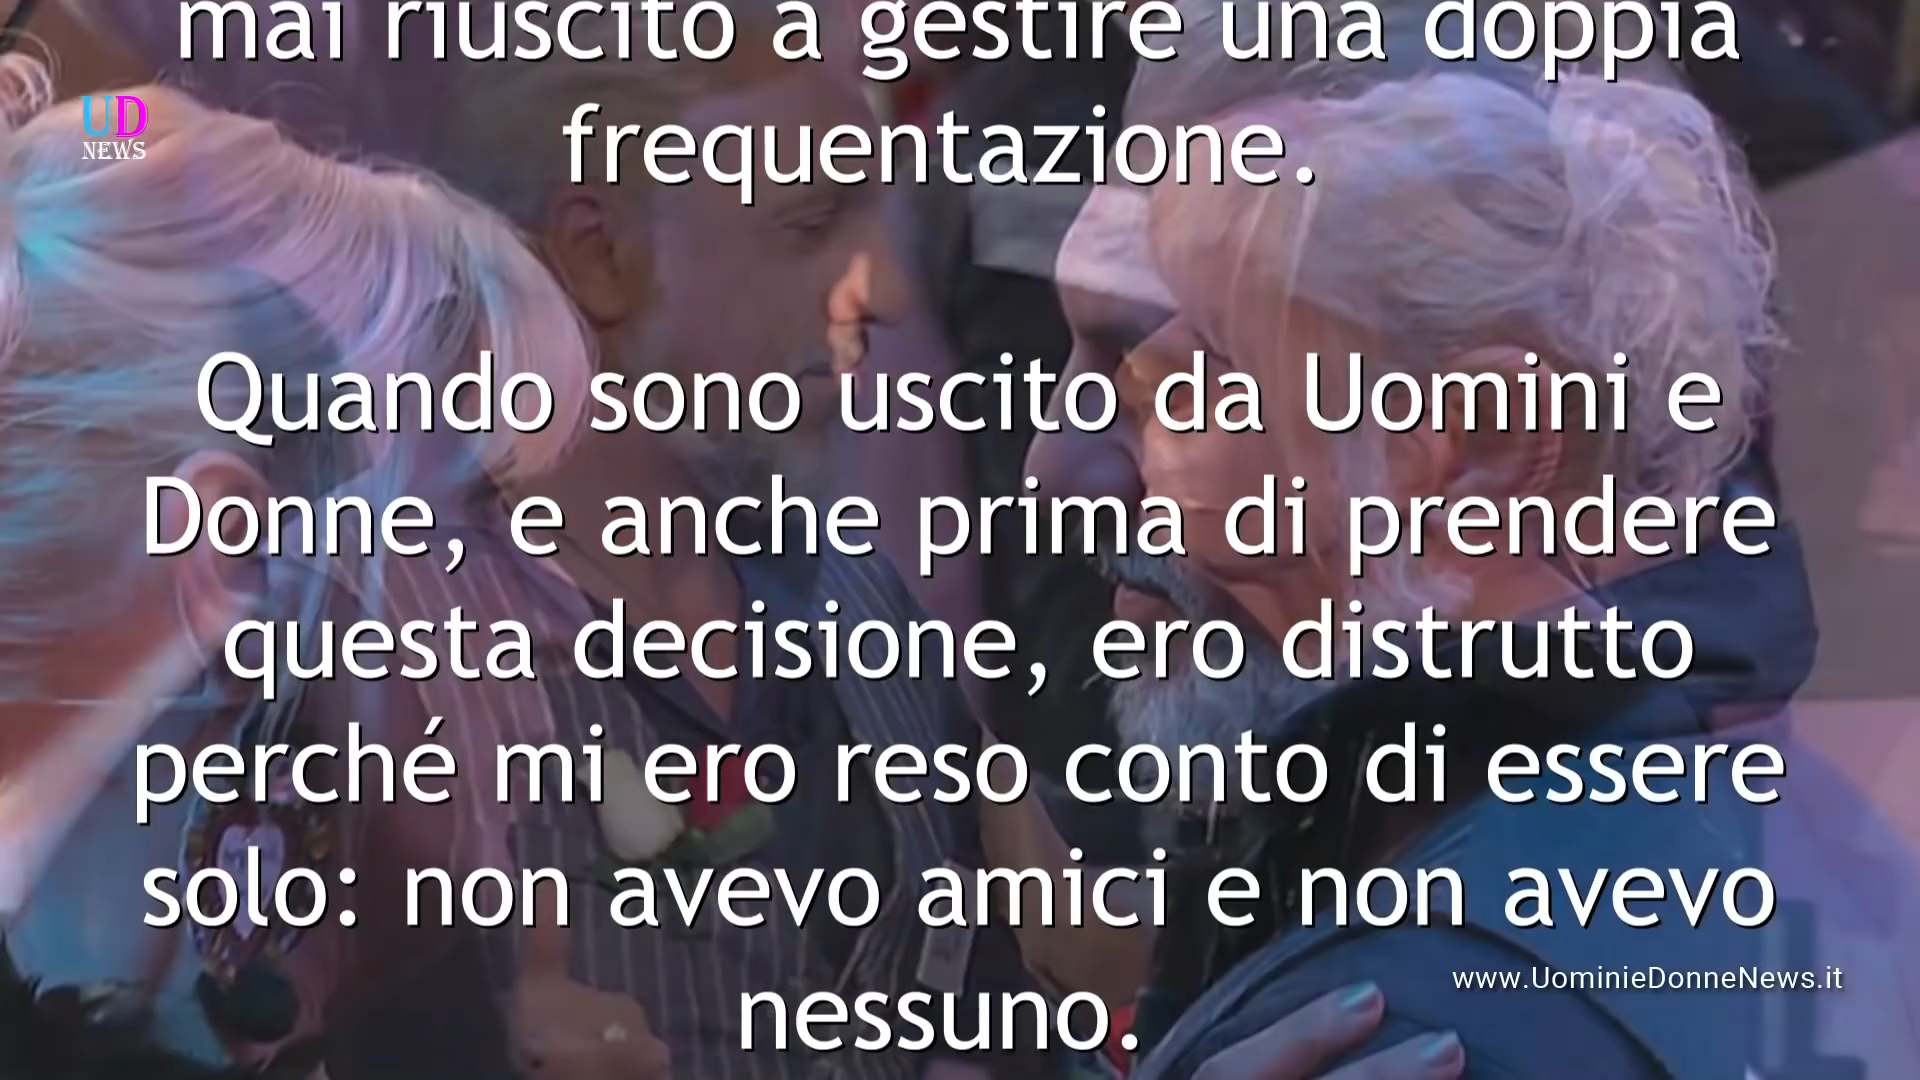 mai riuscito a gestire una doppia
frequentazione.
UD
NEWS
Quando sono uscito da Uomini e
Donne, e anche prima di prendere
questa decisione, ero distrutto
perché mi ero reso conto di essere
solo: non avevo amici e non avevo
www.UominieDonneNews.it
nessuno.